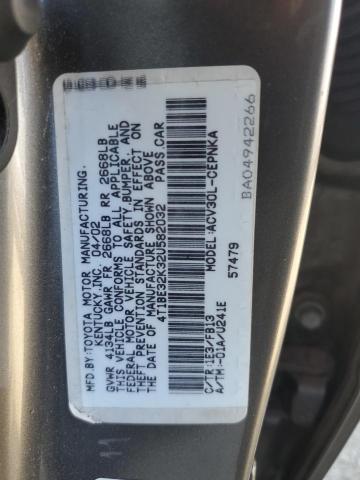 MFD.BY:TOYOTA MOTOR MANUFACTURING,
KENTUCKY,INC. 04/02
GVWR 4134LB GAWR FR 2668LB RR 2668LB
THIS VEHICLE CONFORMS TO ALL APPLICABLE
FEDERAL MOTOR VEHICLE SAFETY,BUMPER, AND
THEFT PREVENTION STANDARDS IN EFFECT ON
THE DATE OF MANUFACTURE SHOWN ABOVE
4T1BE32K32U582032 PASS CAR
C/TR:1E3/FB13 MODEL:ACV30L-CEPNKA
A/TM:-01A/U241E 57479
BA04942266